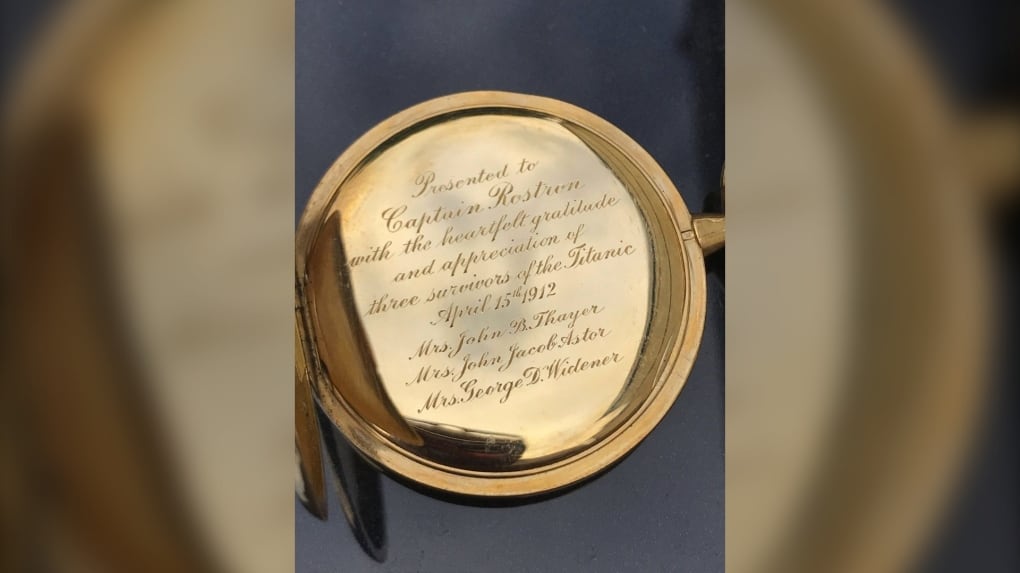 Presented to
Captain Rostron
with the heartfelt gratitude
and appreciation of
three survivors of the Titanic
April 15th 1912
Mrs. John B. Thayer
Mrs. John Jacob Astor
Mrs. George D. Widener